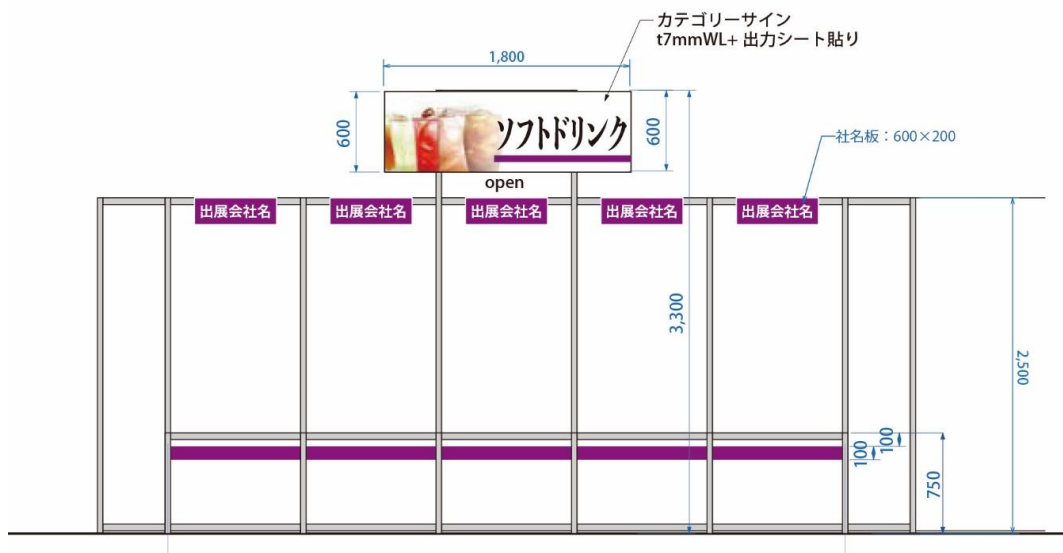 カテゴリーサイン
t7mmWL+ 出力シート貼り
1,800
600
ソフトドリンク
600
社名板：600×200
open
出展会社名
出展会社名
出展会社名
出展会社名
出展会社名
3,300
2,500
100
100
750